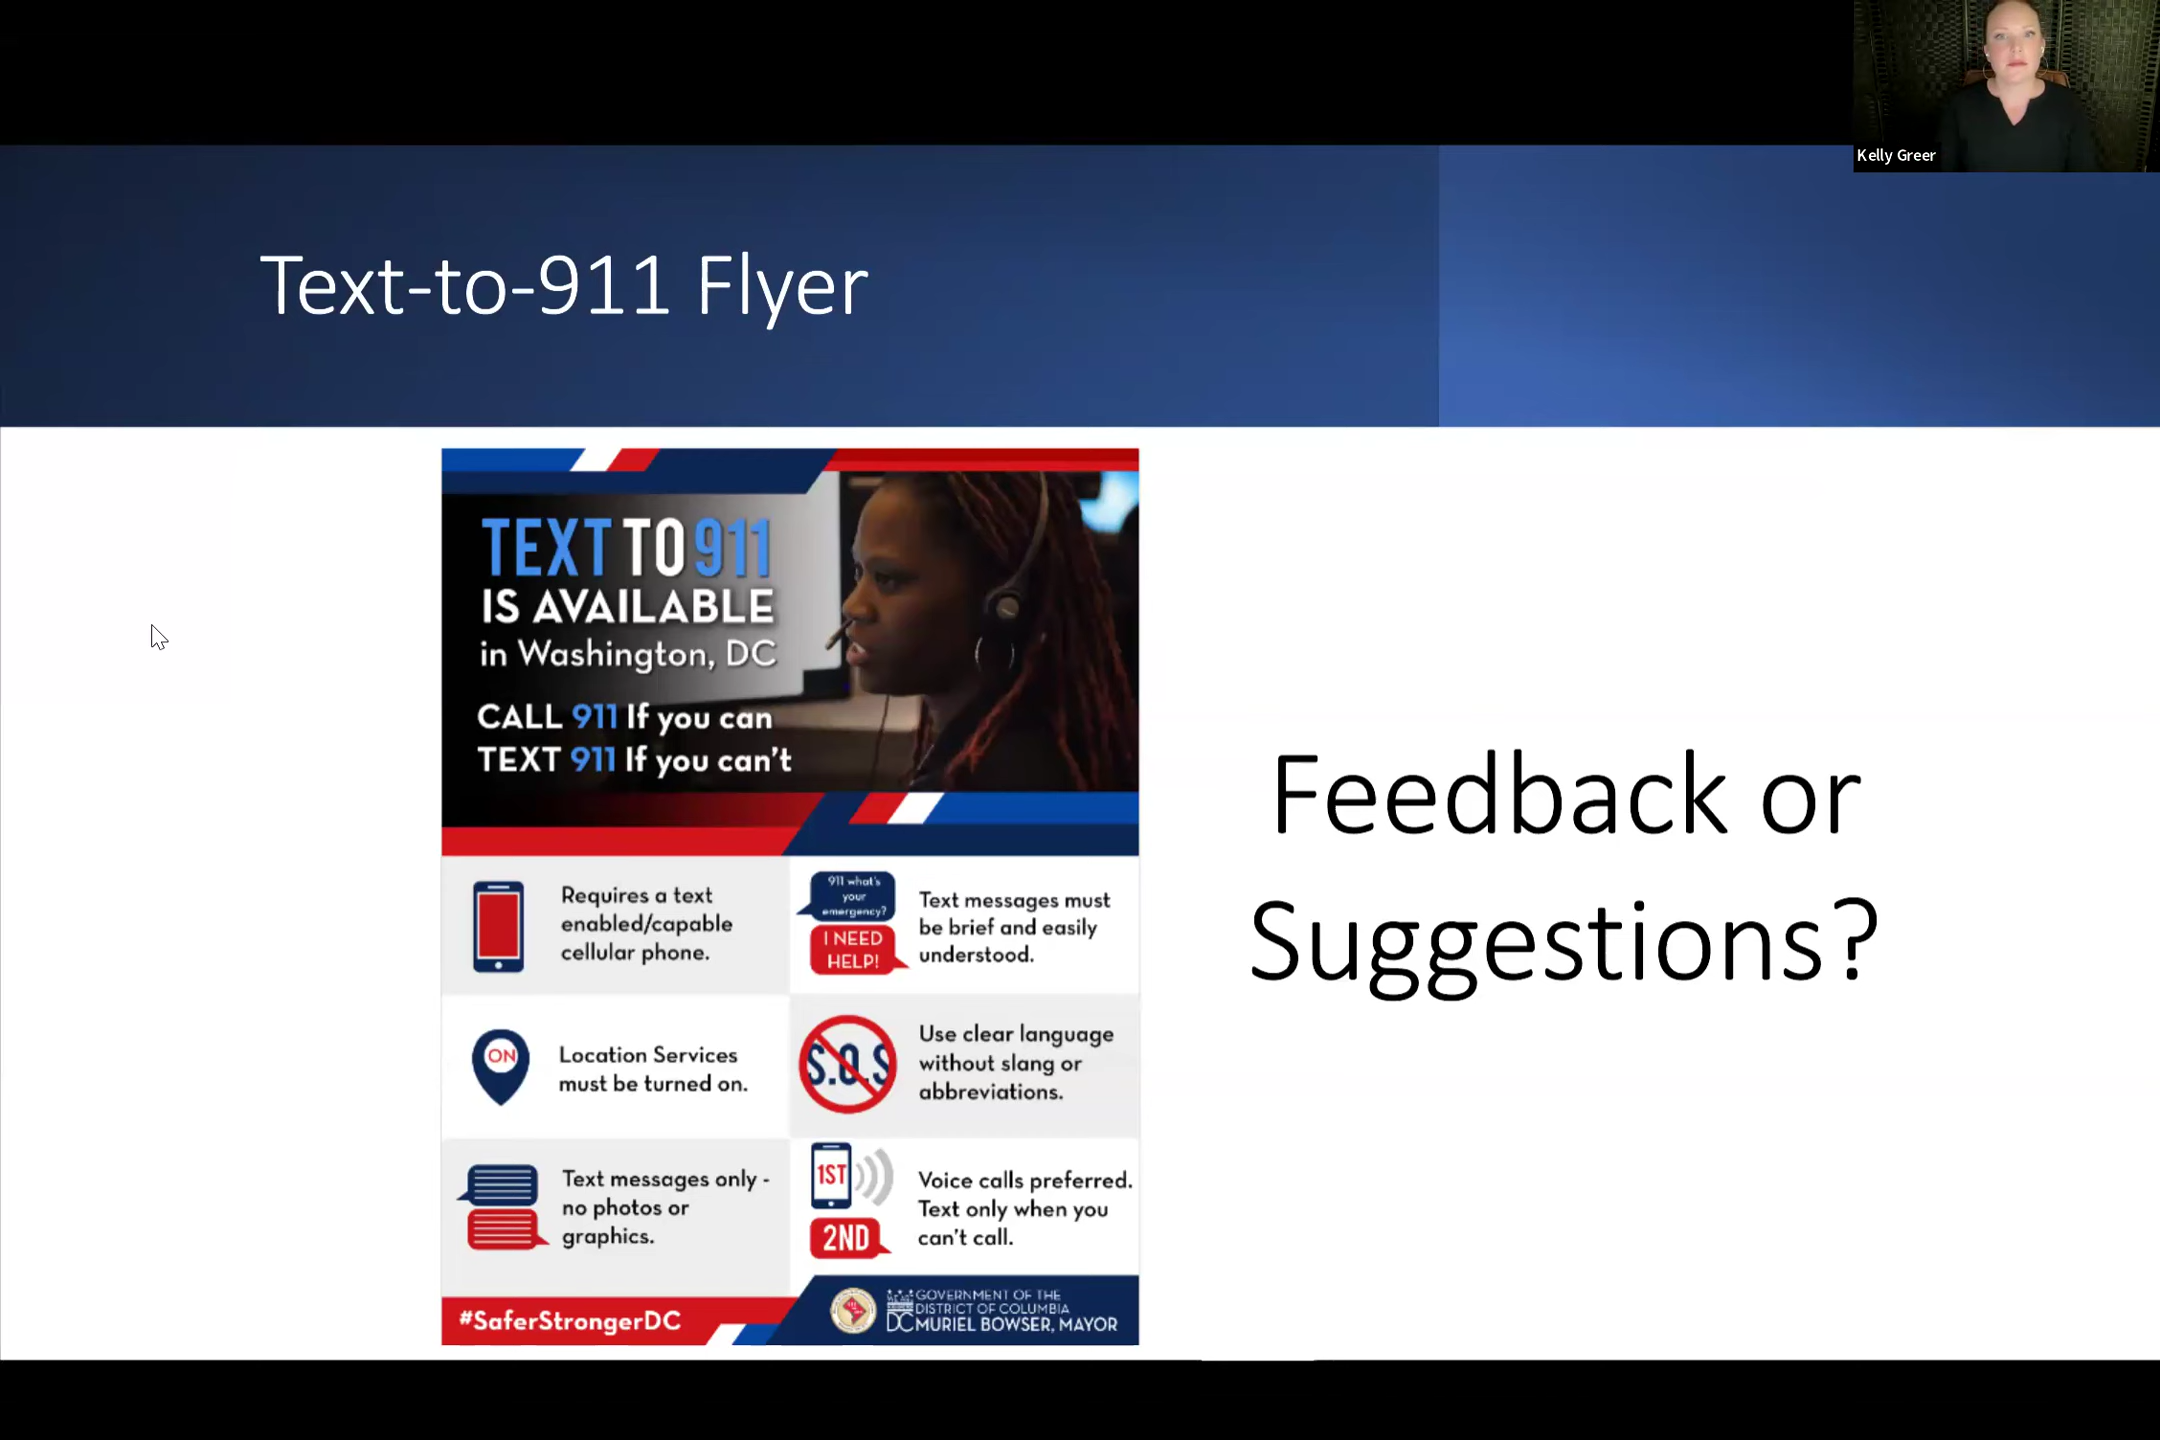 Kelly Greer
Text-to-911 Flyer
TEXT TO 911
IS AVAILABLE
in Washington, DC
CALL 911 If you can
TEXT 911 If you can't
Requires a text
enabled/capable
cellular phone.
911 what's
your
emergency?
I NEED
HELP!
Text messages must
be brief and easily
understood.
ON
Location Services
must be turned on.
S.O.S
Use clear language
without slang or
abbreviations.
Text messages only -
no photos or
graphics.
1ST
2ND
Voice calls preferred.
Text only when you
can't call.
#SaferStrongerDC
GOVERNMENT OF THE
DISTRICT OF COLUMBIA
DC MURIEL BOWSER, MAYOR
Feedback or
Suggestions?